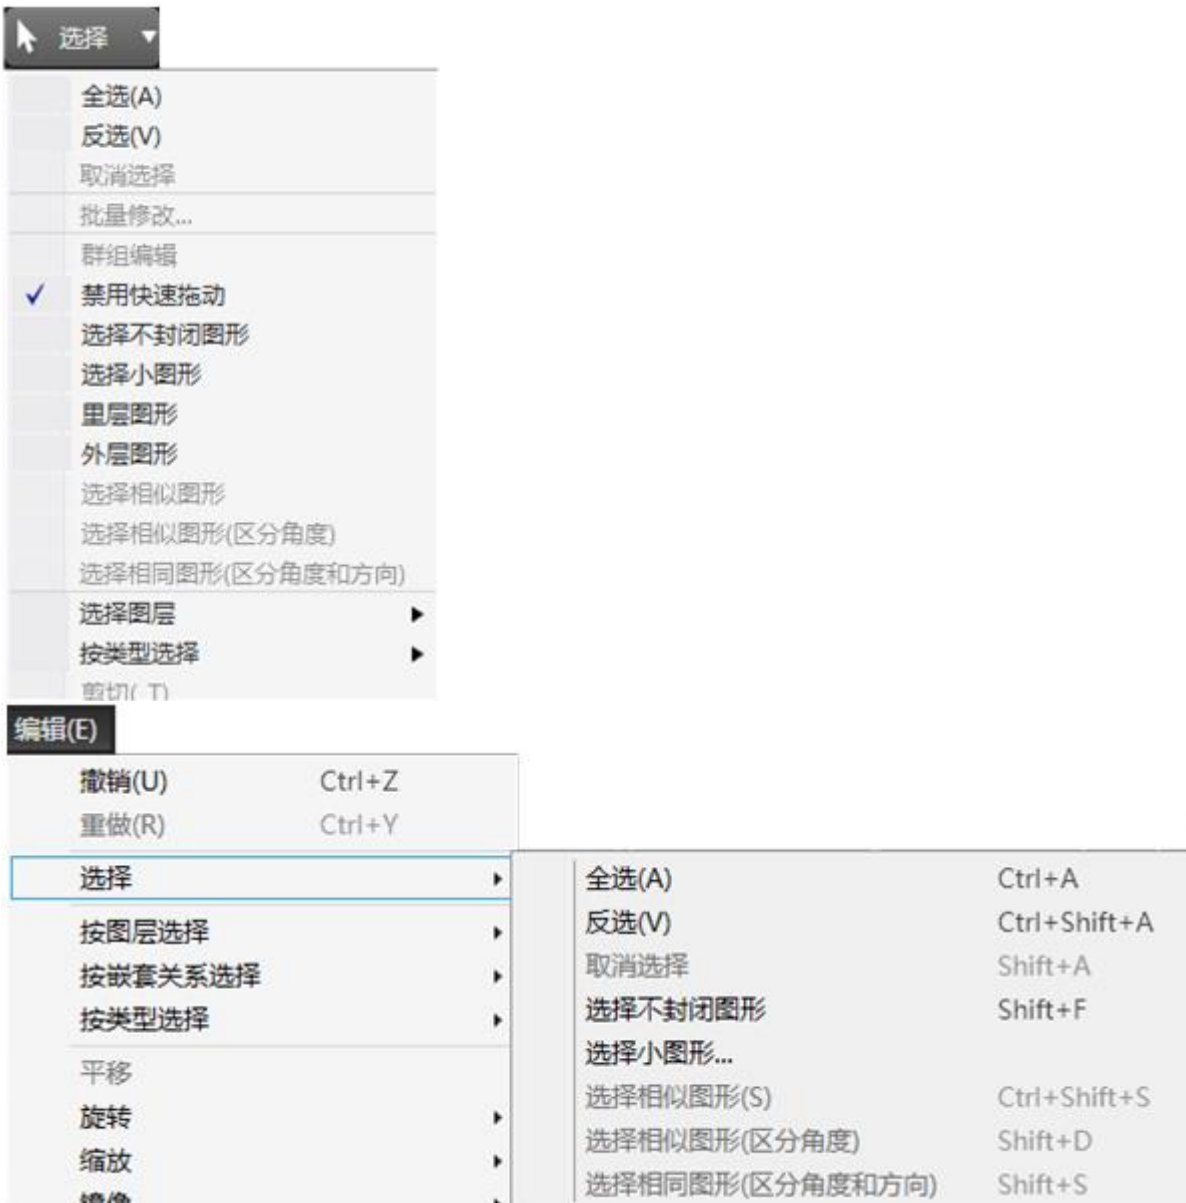 选择
全选(A)
反选(V)
取消选择
批量修改...
群组编辑
禁用快速拖动
选择不封闭图形
选择小图形
里层图形
外层图形
选择相似图形
选择相似图形(区分角度)
选择相同图形(区分角度和方向)
选择图层
按类型选择
剪切( T)
编辑(E)
撤销(U) Ctrl+Z
重做(R) Ctrl+Y
选择
按图层选择
按嵌套关系选择
按类型选择
平移
旋转
缩放
镜像
全选(A) Ctrl+A
反选(V) Ctrl+Shift+A
取消选择 Shift+A
选择不封闭图形 Shift+F
选择小图形...
选择相似图形(S) Ctrl+Shift+S
选择相似图形(区分角度) Shift+D
选择相同图形(区分角度和方向) Shift+S